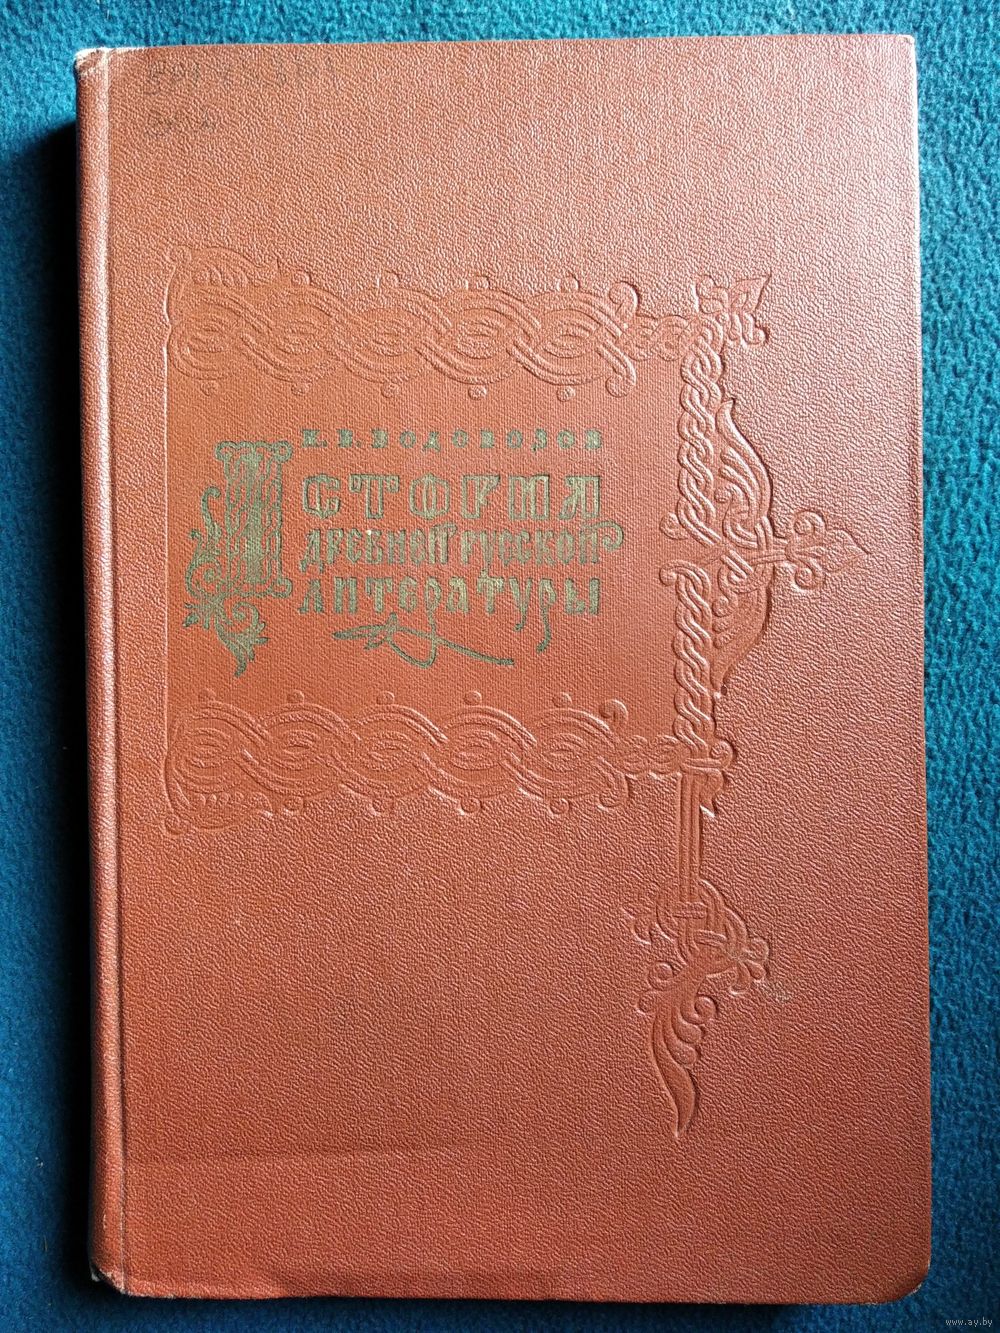 Н. В. ВОДОВОЗОВ
ИСТОРИЯ
ДРЕВНЕЙ РУССКОЙ
ЛИТЕРАТУРЫ
www.ay.by